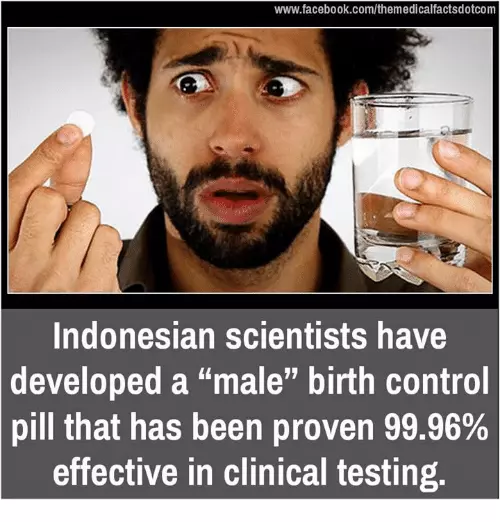 www.facebook.com/themedicalfactsdotcom
Indonesian scientists have
developed a “male” birth control
pill that has been proven 99.96%
effective in clinical testing.